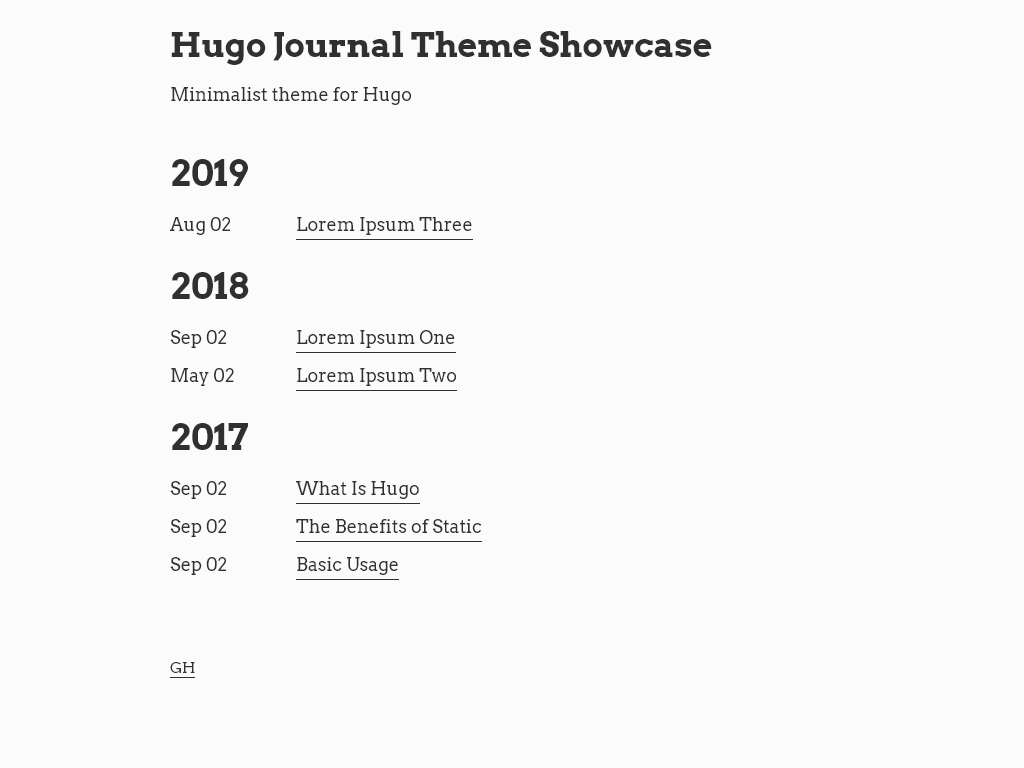 Hugo Journal Theme Showcase
Minimalist theme for Hugo
2019
Aug 02 Lorem Ipsum Three
2018
Sep 02 Lorem Ipsum One
May 02 Lorem Ipsum Two
2017
Sep 02 What Is Hugo
Sep 02 The Benefits of Static
Sep 02 Basic Usage
GH